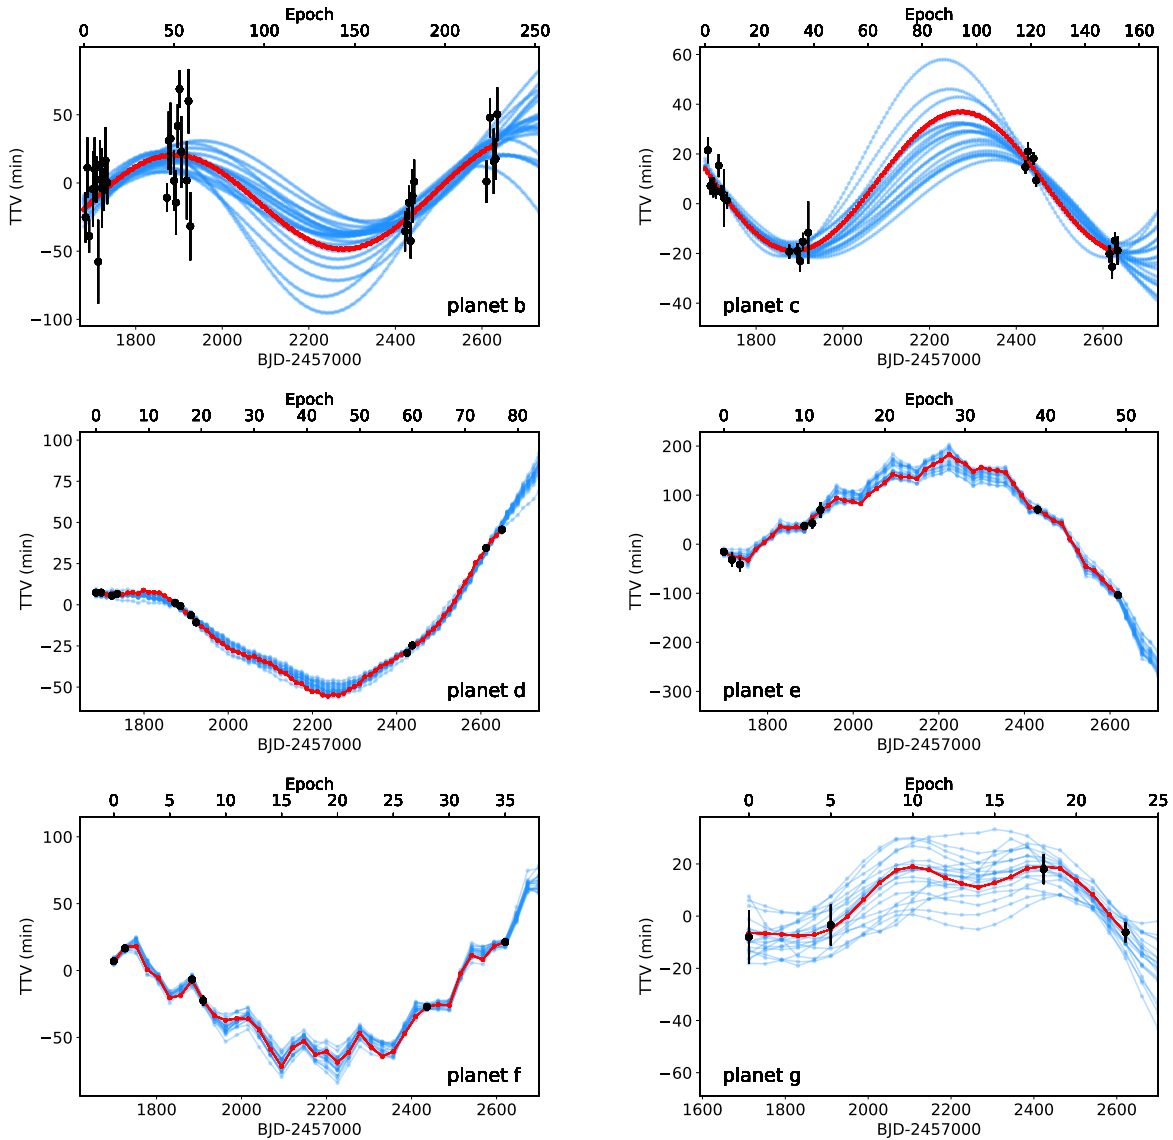 Epoch
0 50 100 150 200 250
TTV (min)
50
0
−50
−100
planet b
1800 2000 2200 2400 2600
BJD-2457000
Epoch
0 20 40 60 80 100 120 140 160
TTV (min)
60
40
20
0
−20
−40
planet c
1800 2000 2200 2400 2600
BJD-2457000
Epoch
0 10 20 30 40 50 60 70 80
TTV (min)
100
75
50
25
0
−25
−50
planet d
1800 2000 2200 2400 2600
BJD-2457000
Epoch
0 10 20 30 40 50
TTV (min)
200
100
0
−100
−200
−300
planet e
1800 2000 2200 2400 2600
BJD-2457000
Epoch
0 5 10 15 20 25 30 35
TTV (min)
100
50
0
−50
planet f
1800 2000 2200 2400 2600
BJD-2457000
Epoch
0 5 10 15 20 25
TTV (min)
20
0
−20
−40
−60
planet g
1600 1800 2000 2200 2400 2600
BJD-2457000